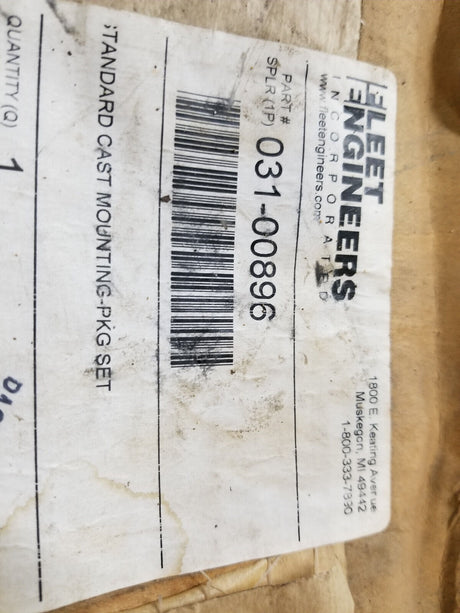 FLEET
ENGINEERS
INCORPORATED
www.fleetengineers.com
1800 E. Keating Avenue
Muskegon, MI 49442
1-800-333-7890
PART #
SPLR (1P)
031-00896
STANDARD CAST MOUNTING-PKG SET
QUANTITY (Q)
1